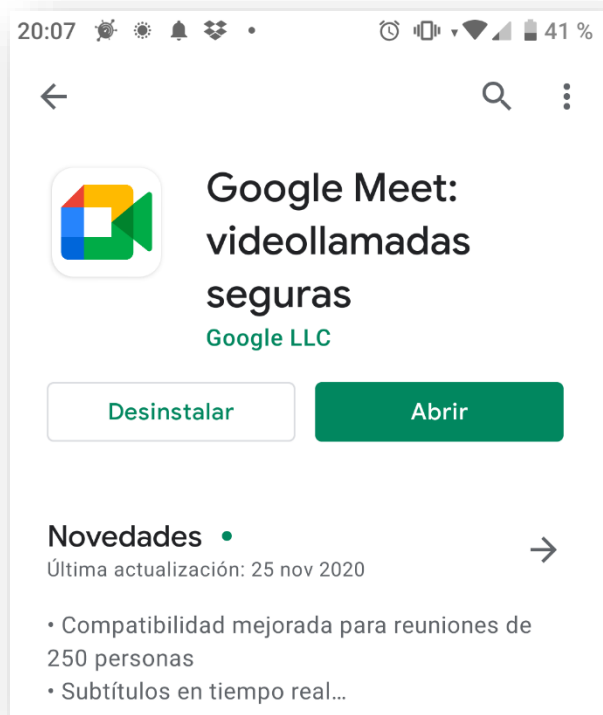 20:07 41 %
Google Meet:
videollamadas
seguras
Google LLC
Desinstalar Abrir
Novedades •
Última actualización: 25 nov 2020
• Compatibilidad mejorada para reuniones de
250 personas
• Subtítulos en tiempo real...